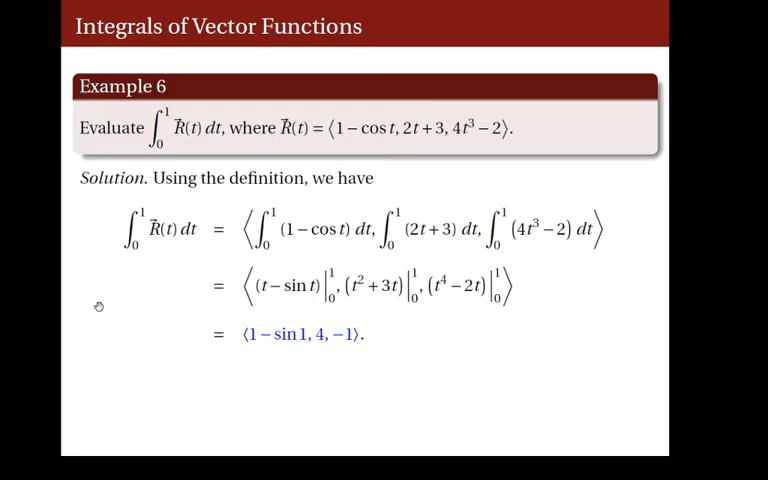 Integrals of Vector Functions
Example 6
Evaluate ∫₀¹ R⃗(t) dt, where R⃗(t) = ⟨1 − cos t, 2t + 3, 4t³ − 2⟩.
Solution. Using the definition, we have
∫₀¹ R⃗(t) dt = ⟨∫₀¹ (1 − cos t) dt, ∫₀¹ (2t + 3) dt, ∫₀¹ (4t³ − 2) dt⟩
= ⟨(t − sin t)|₀¹, (t² + 3t)|₀¹, (t⁴ − 2t)|₀¹⟩
= ⟨1 − sin 1, 4, −1⟩.